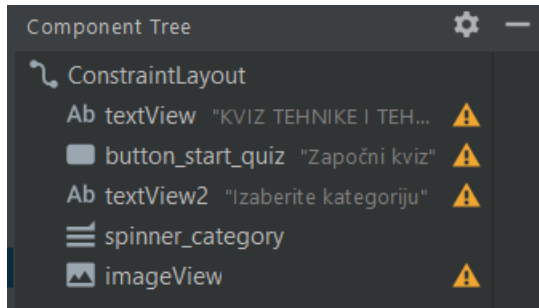 Component Tree
ConstraintLayout
Ab textView "KVIZ TEHNIKE I TEH...
button_start_quiz "Započni kviz"
Ab textView2 "Izaberite kategoriju"
spinner_category
imageView